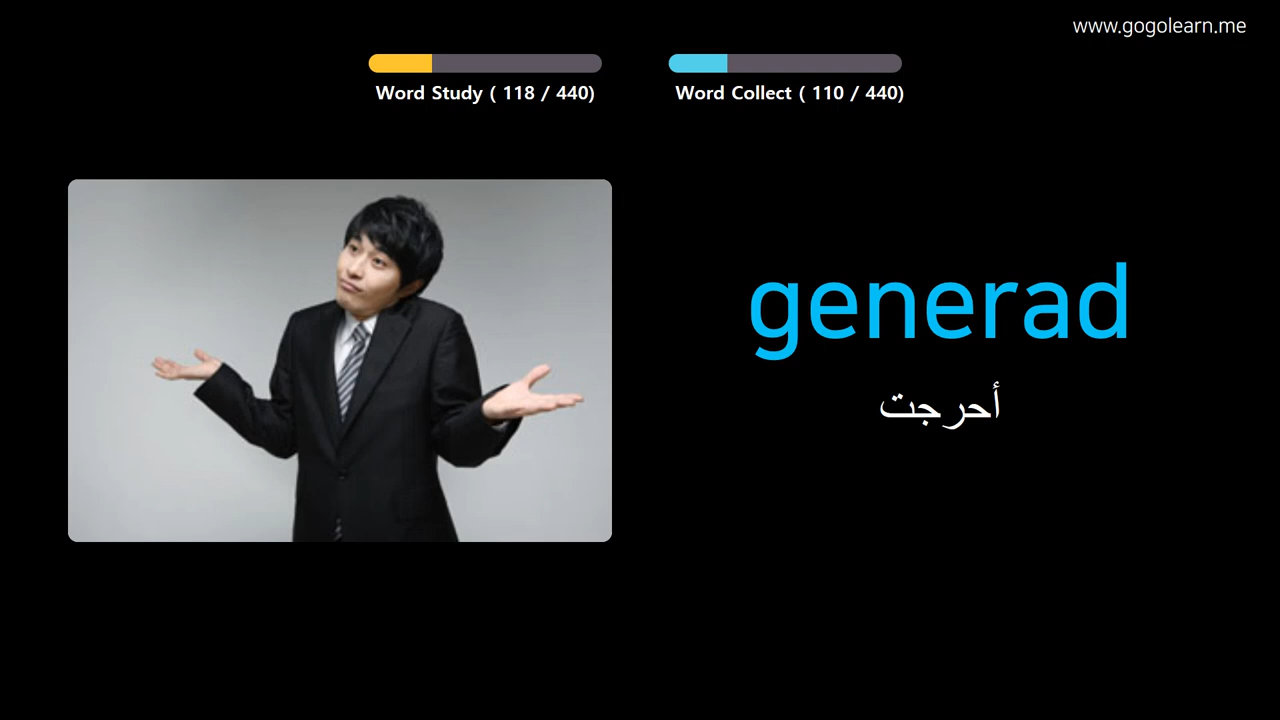 www.gogolearn.me
Word Study ( 118 / 440)
Word Collect ( 110 / 440)
generad
أحرجت